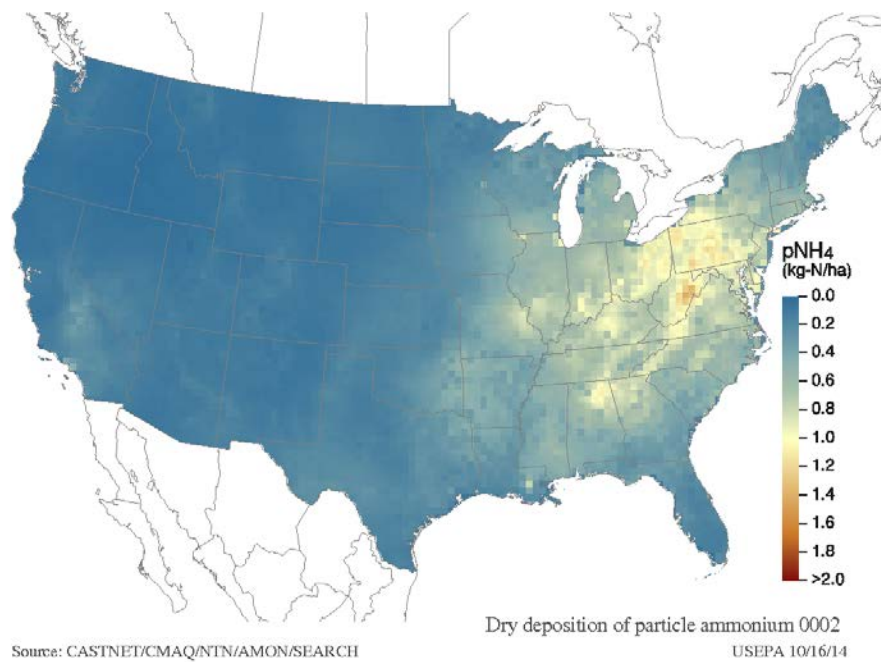 pNH4
(kg-N/ha)
0.0
0.2
0.4
0.6
0.8
1.0
1.2
1.4
1.6
1.8
>2.0
Dry deposition of particle ammonium 0002
Source: CASTNET/CMAQ/NTN/AMON/SEARCH USEPA 10/16/14